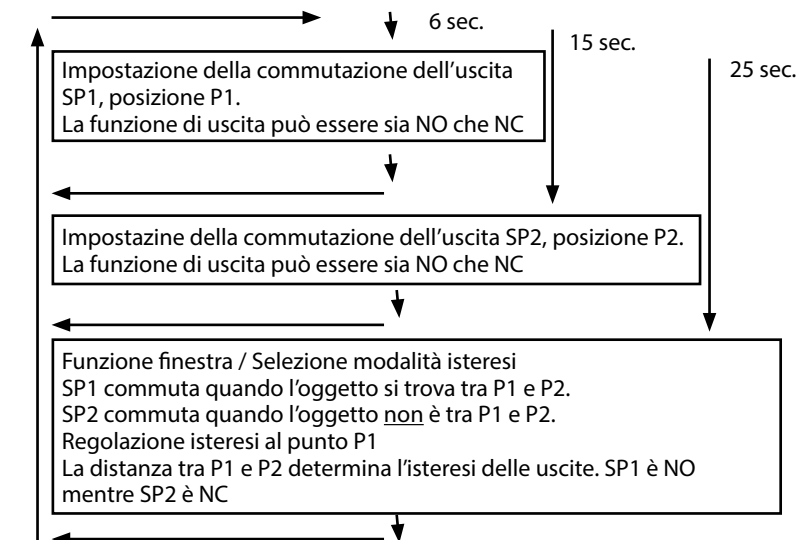 6 sec.
15 sec.
25 sec.
Impostazione della commutazione dell'uscita
SP1, posizione P1.
La funzione di uscita può essere sia NO che NC
Impostazine della commutazione dell'uscita SP2, posizione P2.
La funzione di uscita può essere sia NO che NC
Funzione finestra / Selezione modalità isteresi
SP1 commuta quando l'oggetto si trova tra P1 e P2.
SP2 commuta quando l'oggetto non è tra P1 e P2.
Regolazione isteresi al punto P1
La distanza tra P1 e P2 determina l'isteresi delle uscite. SP1 è NO
mentre SP2 è NC